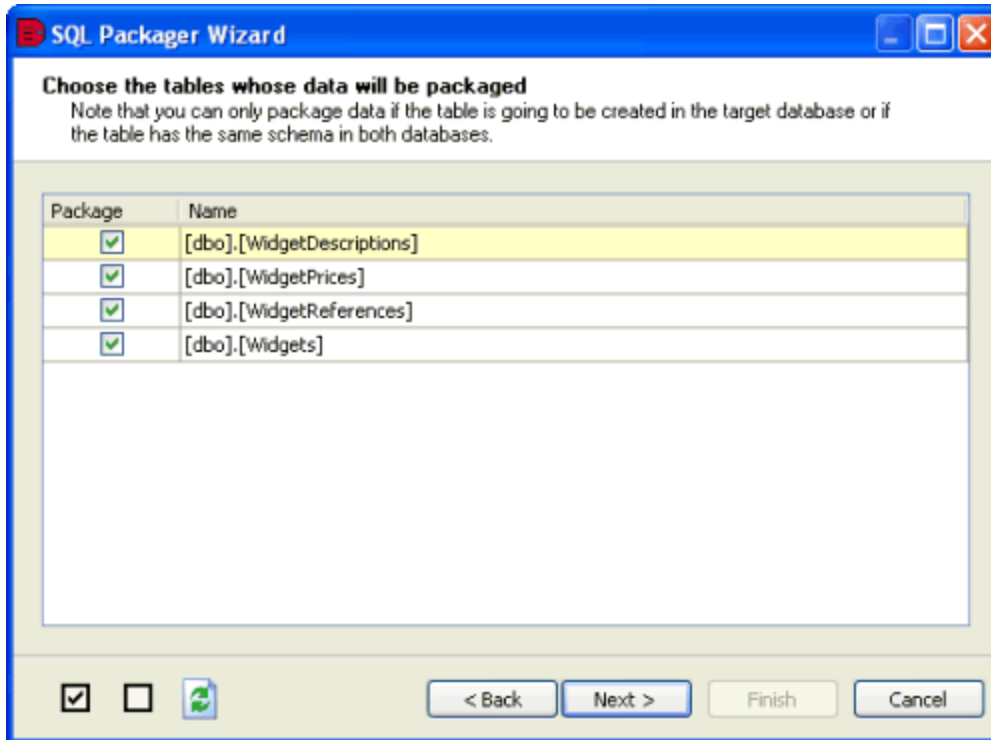 SQL Packager Wizard
Choose the tables whose data will be packaged
Note that you can only package data if the table is going to be created in the target database or if
the table has the same schema in both databases.
Package Name
[dbo].[WidgetDescriptions]
[dbo].[WidgetPrices]
[dbo].[WidgetReferences]
[dbo].[Widgets]
< Back Next > Finish Cancel